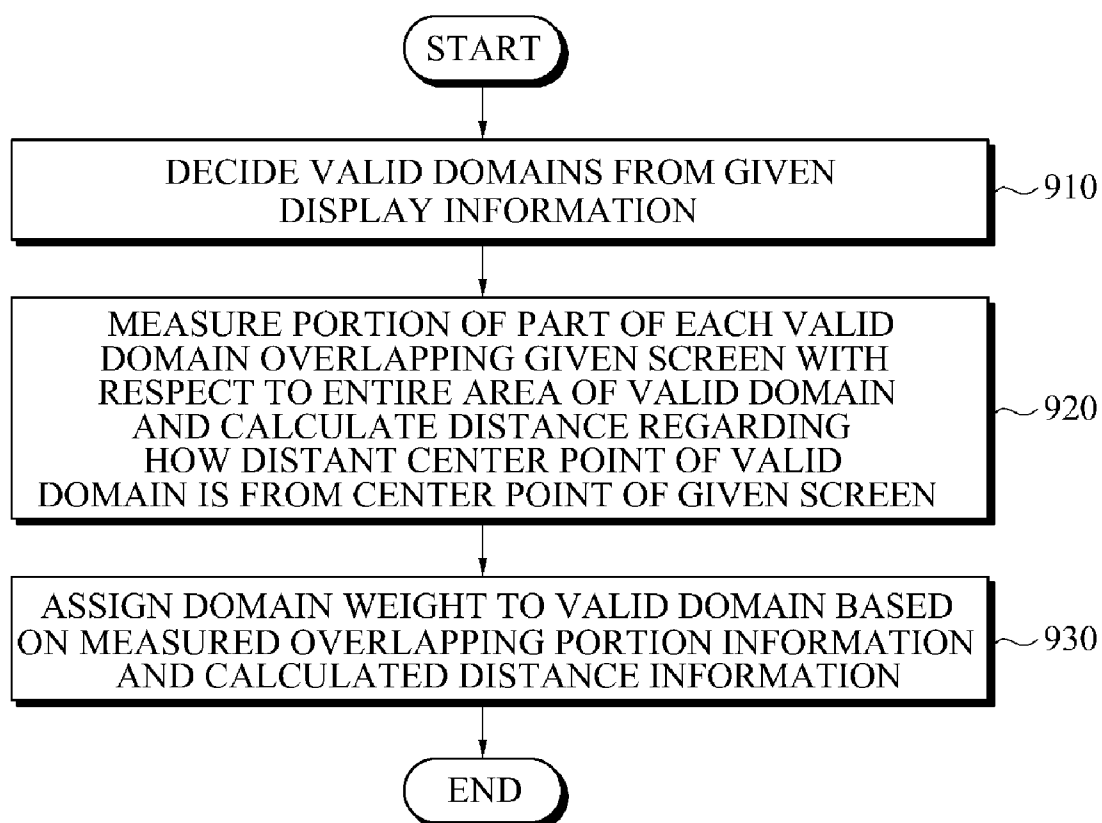 START
DECIDE VALID DOMAINS FROM GIVEN
DISPLAY INFORMATION
910
MEASURE PORTION OF PART OF EACH VALID
DOMAIN OVERLAPPING GIVEN SCREEN WITH
RESPECT TO ENTIRE AREA OF VALID DOMAIN
AND CALCULATE DISTANCE REGARDING
HOW DISTANT CENTER POINT OF VALID
DOMAIN IS FROM CENTER POINT OF GIVEN SCREEN
920
ASSIGN DOMAIN WEIGHT TO VALID DOMAIN BASED
ON MEASURED OVERLAPPING PORTION INFORMATION
AND CALCULATED DISTANCE INFORMATION
930
END